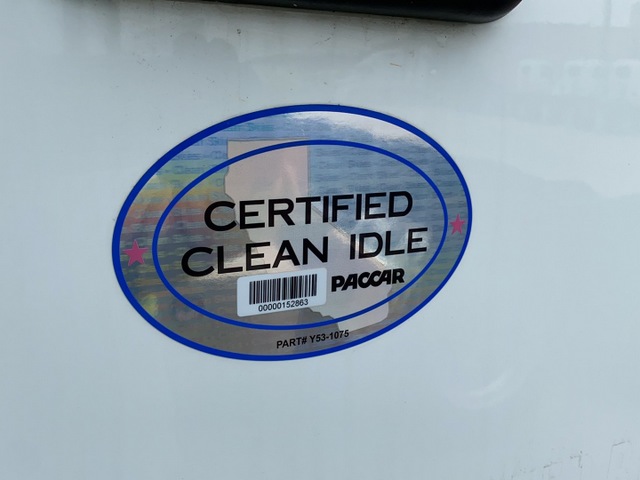 CERTIFIED
CLEAN IDLE
PACCAR
00000152863
PART# Y53-1075